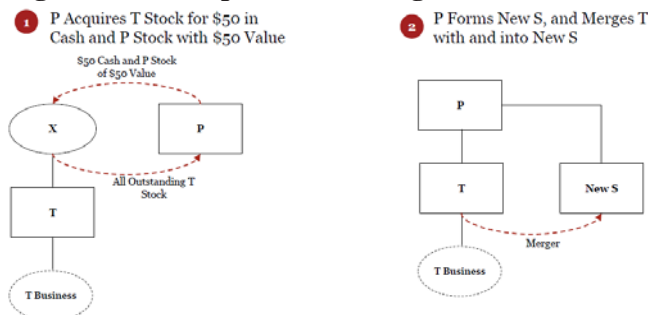 1 P Acquires T Stock for $50 in
Cash and P Stock with $50 Value
$50 Cash and P Stock
of $50 Value
X
P
All Outstanding T
Stock
T
T Business
2 P Forms New S, and Merges T
with and into New S
P
T
New S
Merger
T Business